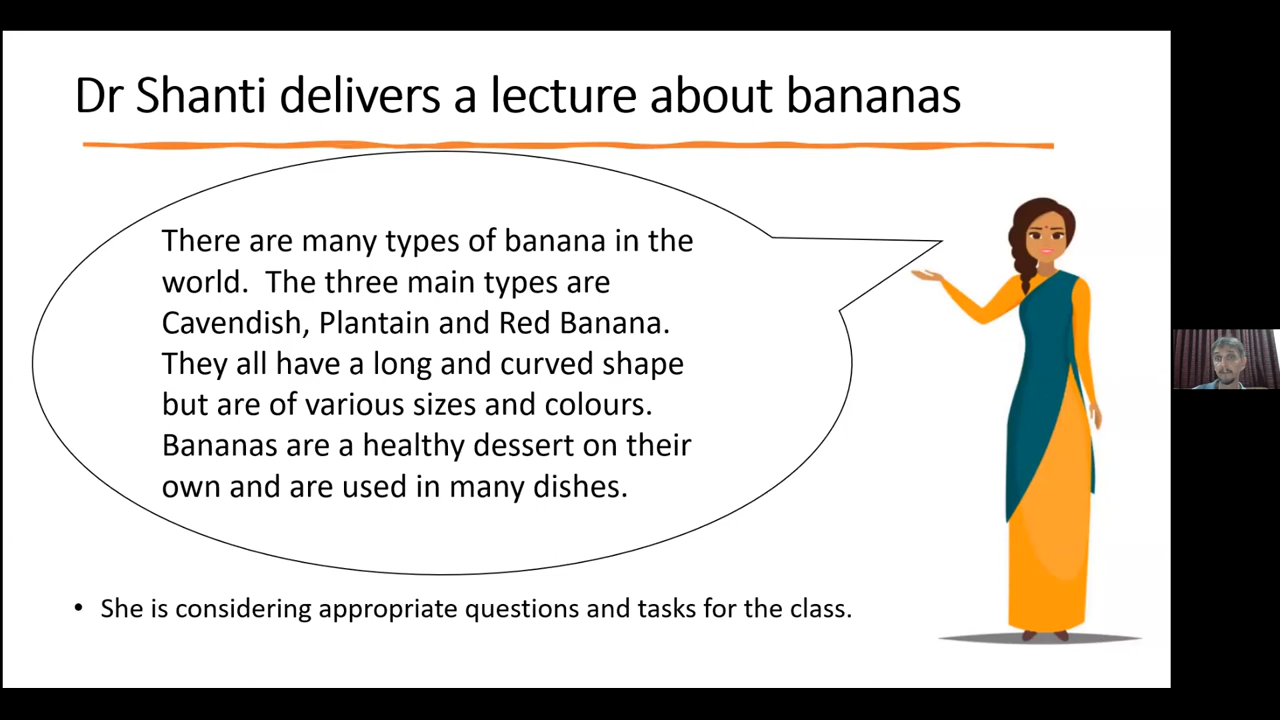 Dr Shanti delivers a lecture about bananas
There are many types of banana in the
world.  The three main types are
Cavendish, Plantain and Red Banana.
They all have a long and curved shape
but are of various sizes and colours.
Bananas are a healthy dessert on their
own and are used in many dishes.
• She is considering appropriate questions and tasks for the class.